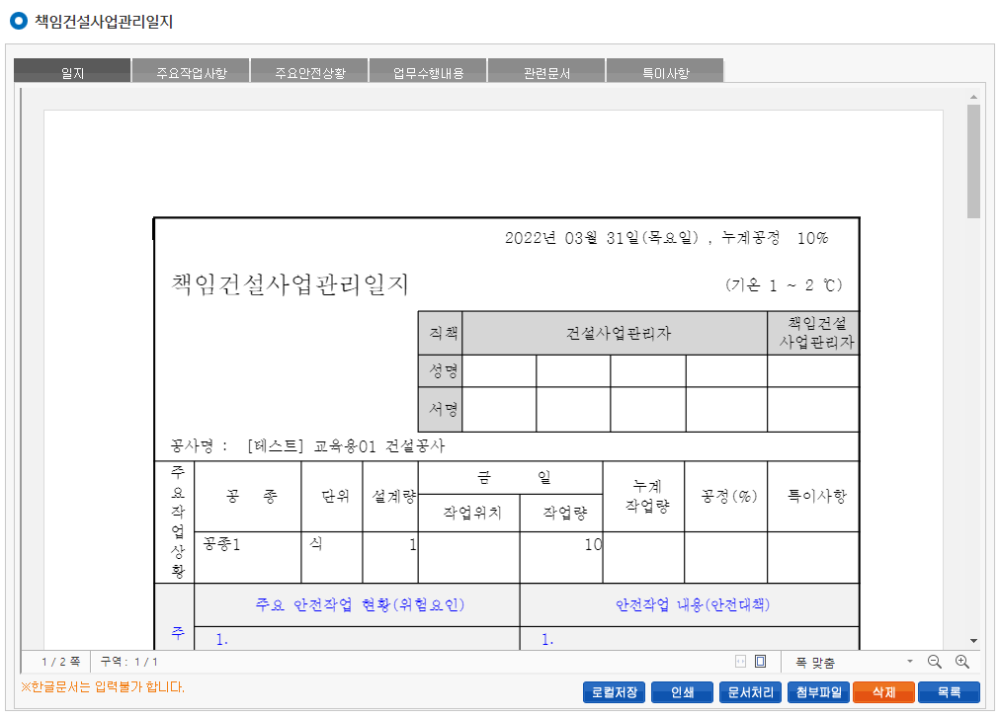 책임건설사업관리일지
일지 주요작업사항 주요안전상황 업무수행내용 관련문서 특이사항
2022년 03월 31일(목요일) , 누계공정 10%
책임건설사업관리일지 (기온 1 ~ 2 ℃)
직책 건설사업관리자 책임건설
사업관리자
성명
서명
공사명 : [테스트] 교육용01 건설공사
주요작업상황
공 종 단위 설계량 금 일 누계
작업량 공정(%) 특이사항
작업위치 작업량
공종1 식 1 10
주 주요 안전작업 현황(위험요인) 안전작업 내용(안전대책)
1. 1.
1 / 2 쪽 구역: 1 / 1 폭 맞춤
※한글문서는 입력불가 합니다.
로컬저장 인쇄 문서처리 첨부파일 삭제 목록